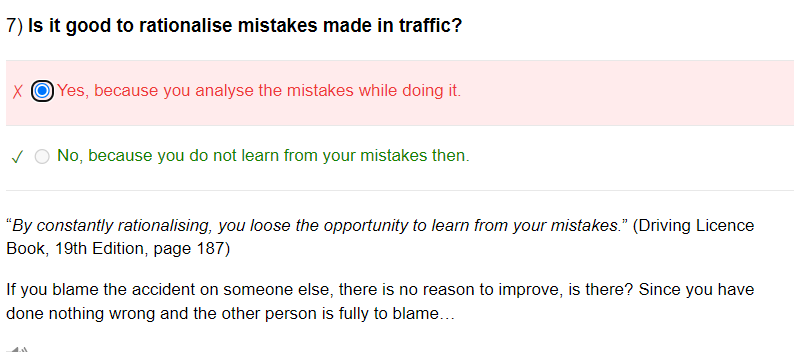 7) Is it good to rationalise mistakes made in traffic?
✗ Yes, because you analyse the mistakes while doing it.
✓ No, because you do not learn from your mistakes then.
“By constantly rationalising, you loose the opportunity to learn from your mistakes.” (Driving Licence
Book, 19th Edition, page 187)
If you blame the accident on someone else, there is no reason to improve, is there? Since you have
done nothing wrong and the other person is fully to blame…